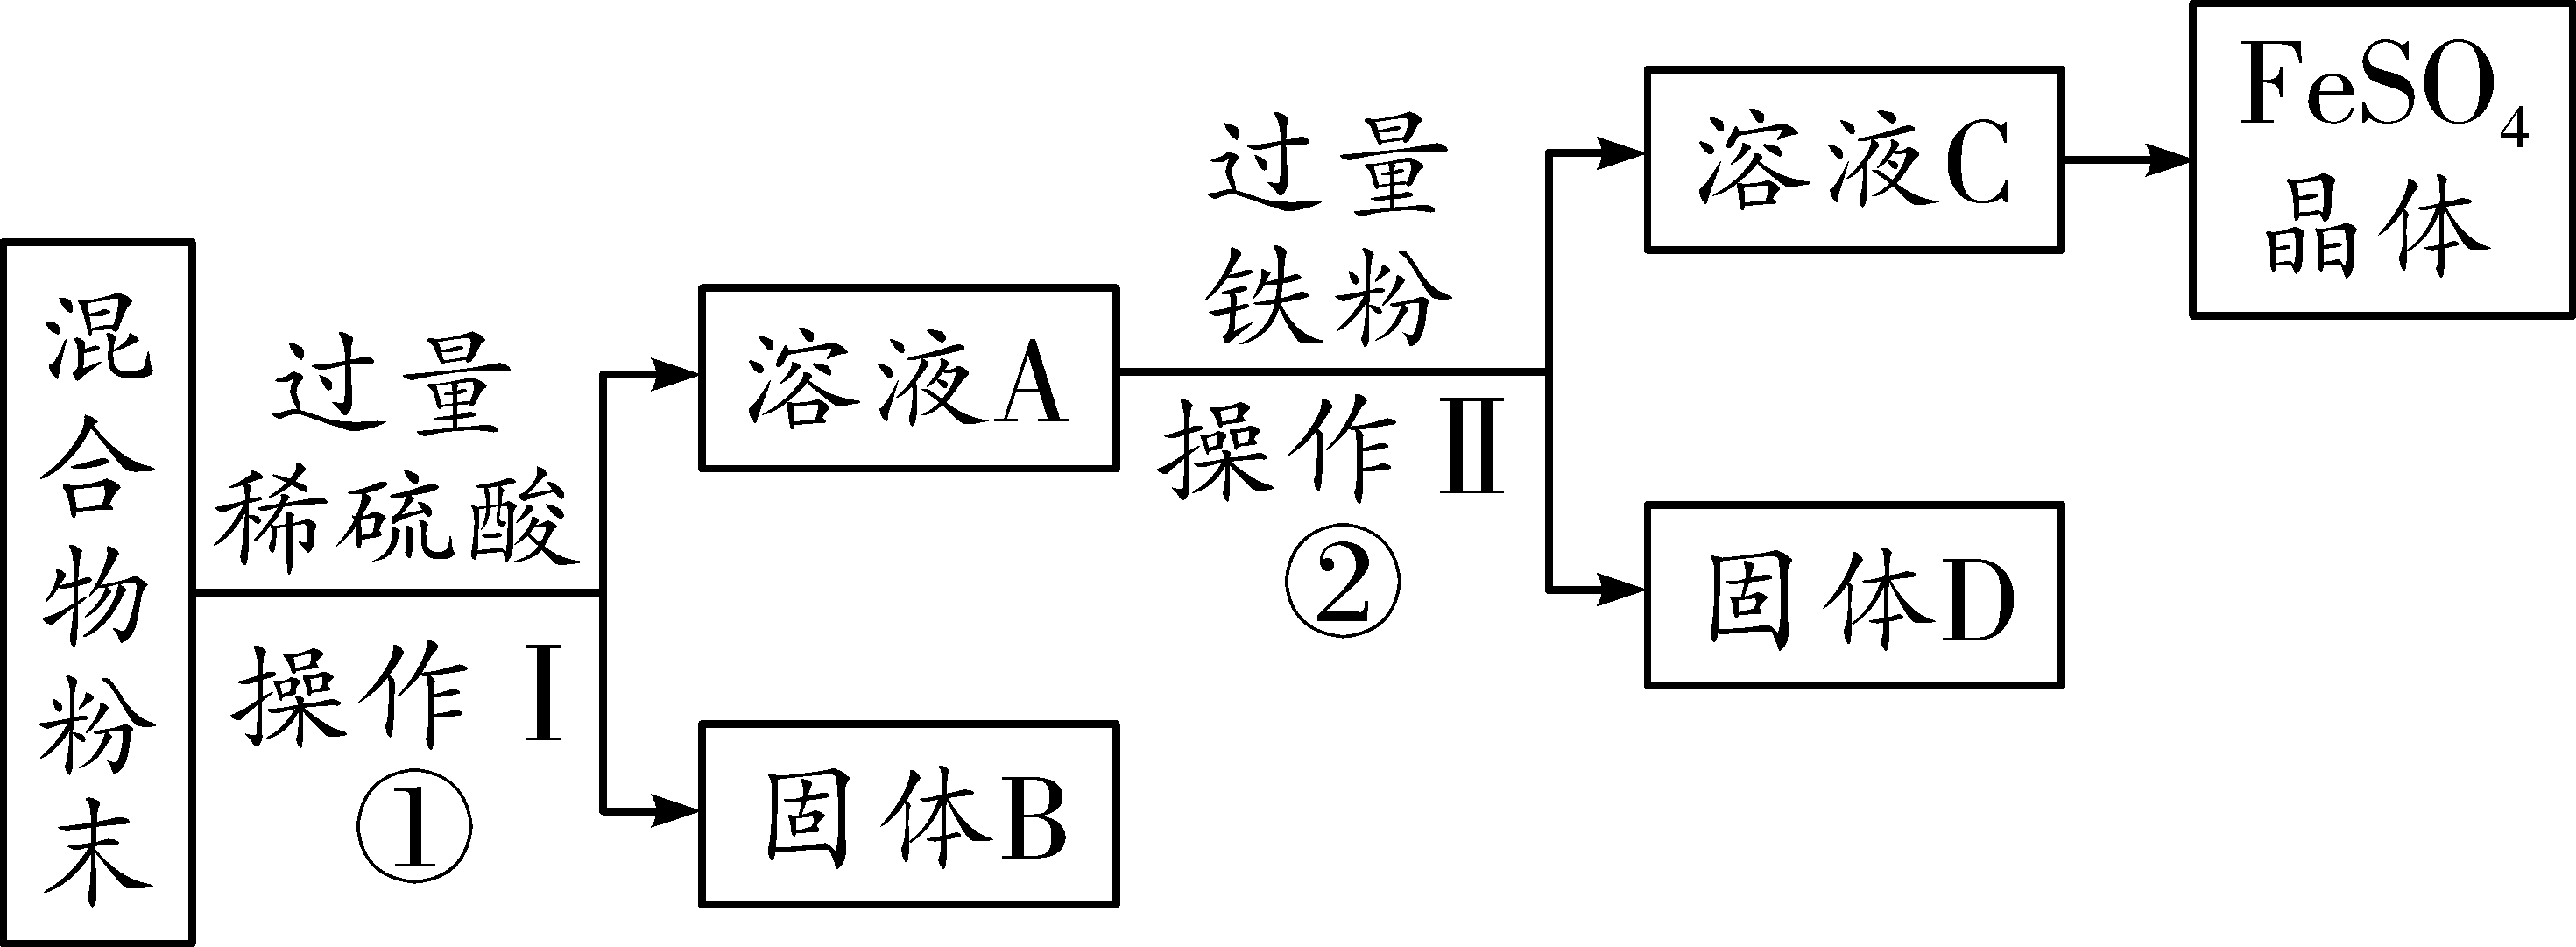 混合物粉末
过量
稀硫酸
操作Ⅰ
①
溶液A
固体B
过量
铁粉
操作Ⅱ
②
溶液C
固体D
FeSO₄
晶体